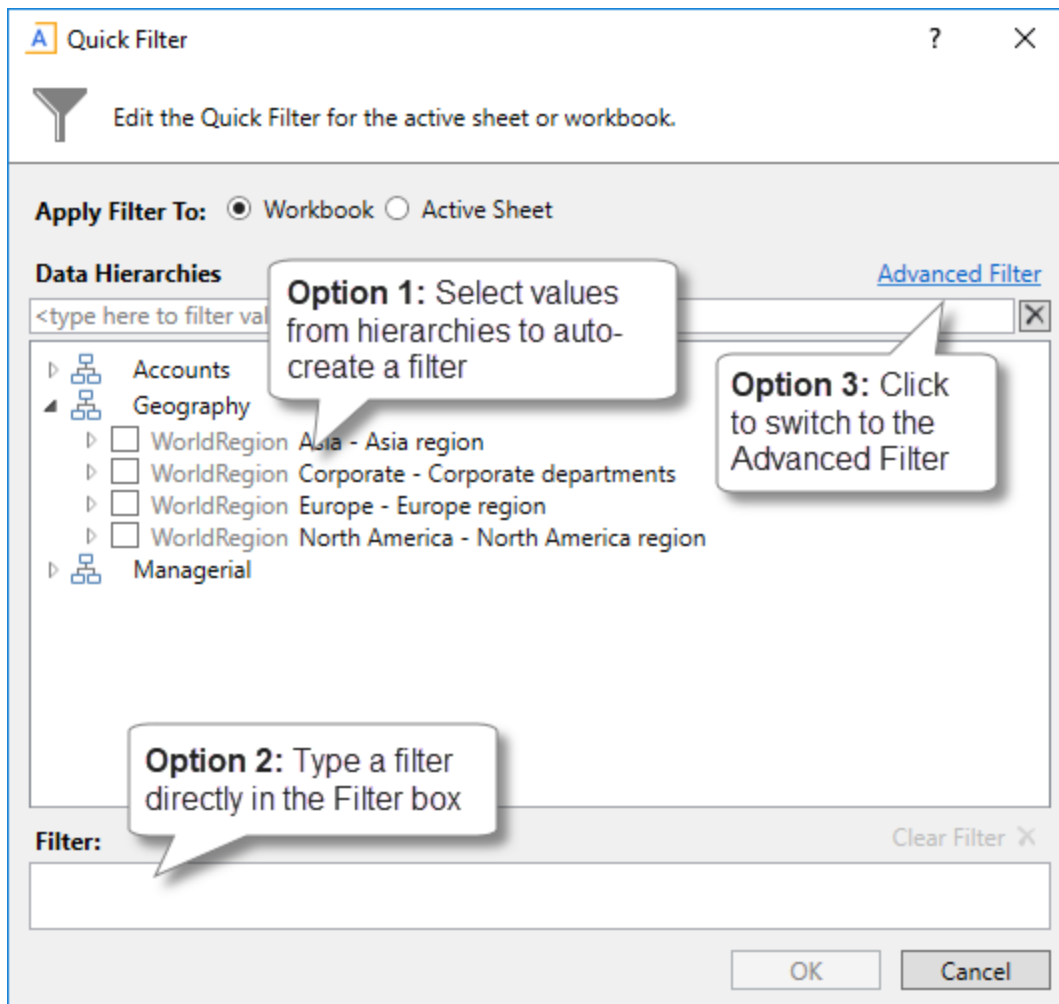 A Quick Filter ?
Edit the Quick Filter for the active sheet or workbook.
Apply Filter To: Workbook Active Sheet
Data Hierarchies
Advanced Filter
<type here to filter val
Option 1: Select values
from hierarchies to auto-
create a filter
Option 3: Click
to switch to the
Advanced Filter
Accounts
Geography
WorldRegion Asia - Asia region
WorldRegion Corporate - Corporate departments
WorldRegion Europe - Europe region
WorldRegion North America - North America region
Managerial
Option 2: Type a filter
directly in the Filter box
Filter:
Clear Filter
OK
Cancel